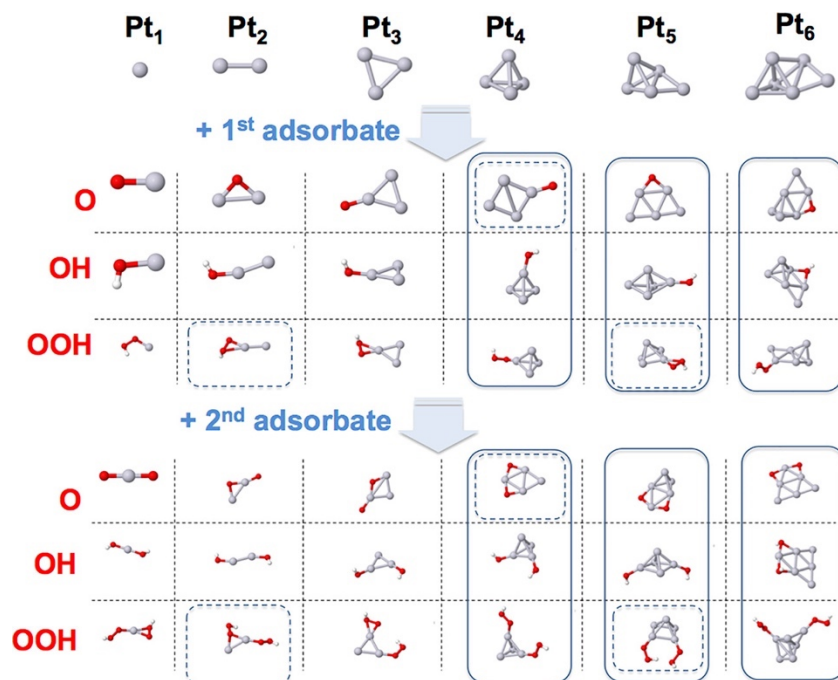 Pt₁ Pt₂ Pt₃ Pt₄ Pt₅ Pt₆
+ 1ˢᵗ adsorbate
O
OH
OOH
+ 2ⁿᵈ adsorbate
O
OH
OOH